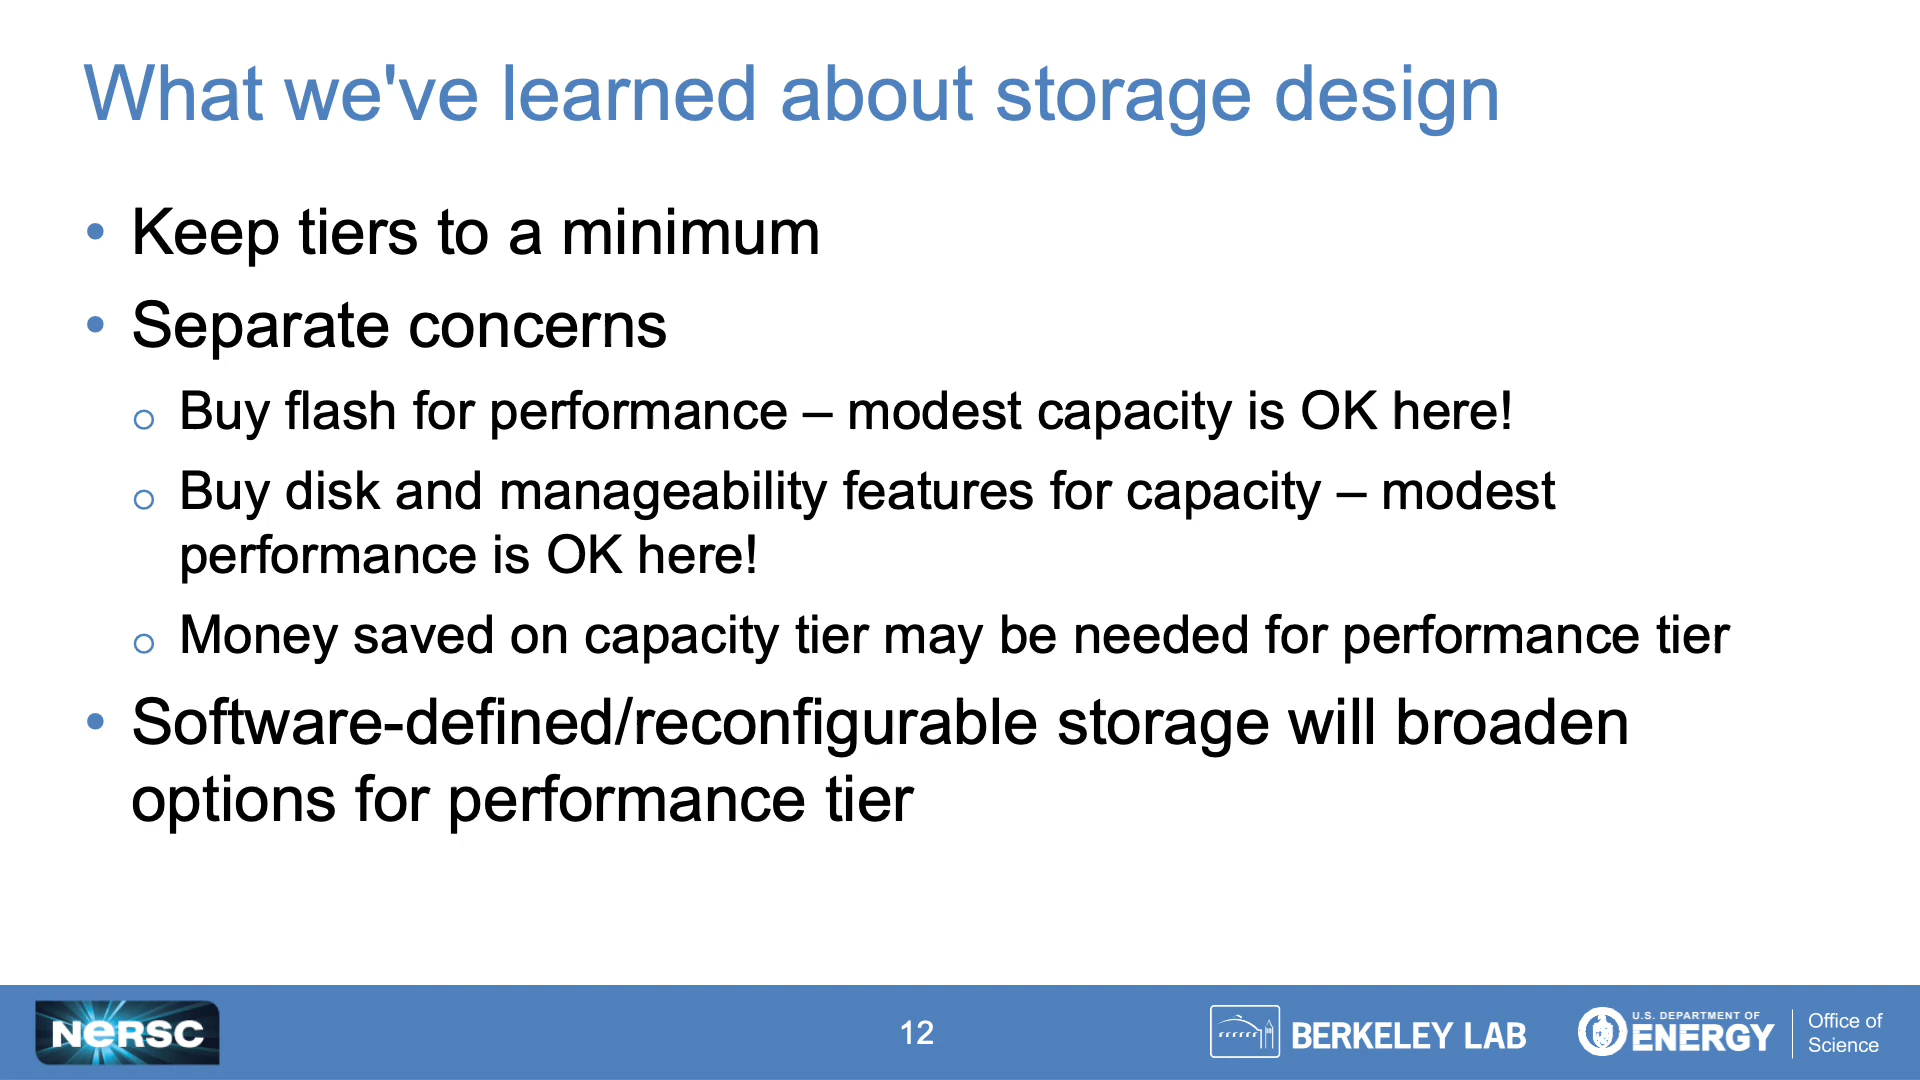 What we've learned about storage design
• Keep tiers to a minimum
• Separate concerns
o Buy flash for performance – modest capacity is OK here!
o Buy disk and manageability features for capacity – modest
performance is OK here!
o Money saved on capacity tier may be needed for performance tier
• Software-defined/reconfigurable storage will broaden
options for performance tier
NERSC
12
BERKELEY LAB
U.S. DEPARTMENT OF
ENERGY
Office of
Science